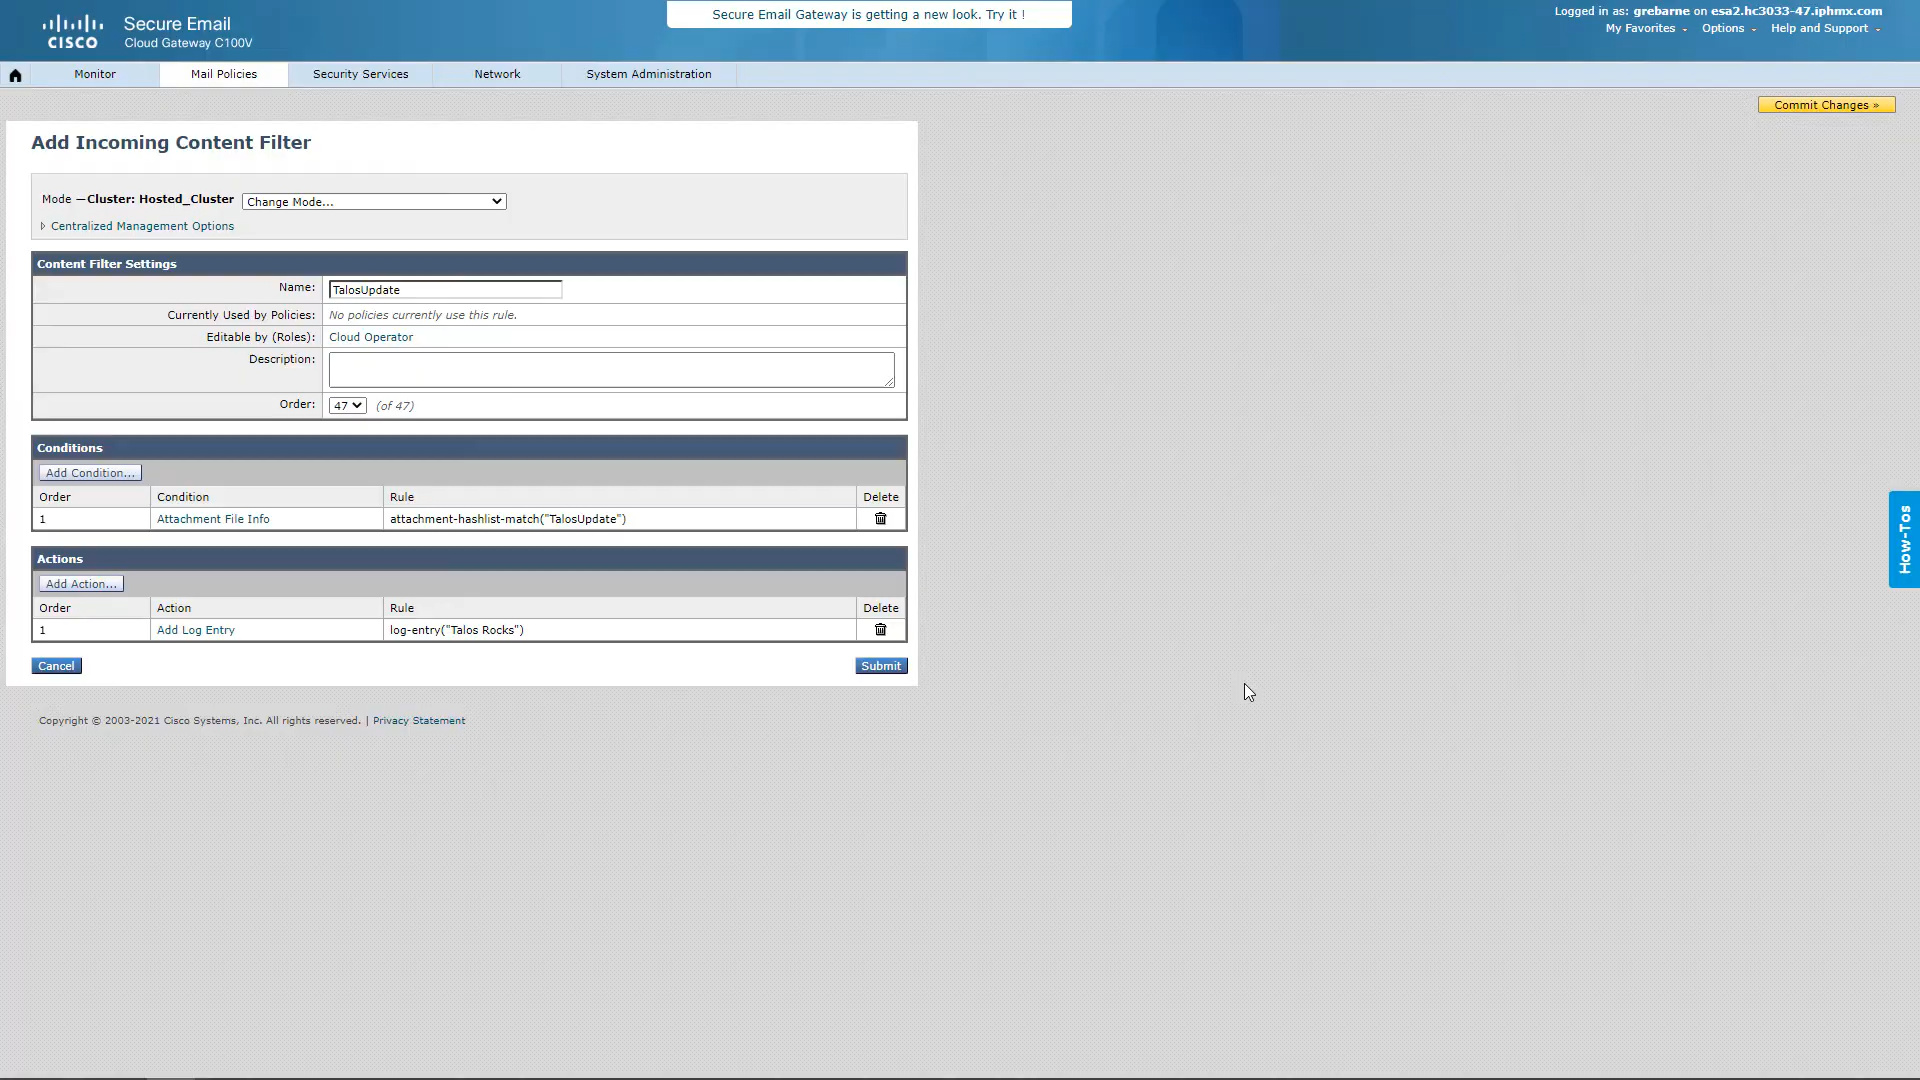 Secure Email Gateway is getting a new look. Try it !
Logged in as: grebarne on esa2.hc3033-47.iphmx.com
My Favorites Options Help and Support
CISCO
Secure Email
Cloud Gateway C100V
Monitor Mail Policies Security Services Network System Administration
Commit Changes »
Add Incoming Content Filter
Mode —Cluster: Hosted_Cluster Change Mode...
Centralized Management Options
Content Filter Settings
Name: TalosUpdate
Currently Used by Policies: No policies currently use this rule.
Editable by (Roles): Cloud Operator
Description:
Order: 47 (of 47)
Conditions
Add Condition...
Order Condition Rule Delete
1 Attachment File Info attachment-hashlist-match("TalosUpdate")
Actions
Add Action...
Order Action Rule Delete
1 Add Log Entry log-entry("Talos Rocks")
Cancel Submit
Copyright © 2003-2021 Cisco Systems, Inc. All rights reserved. | Privacy Statement
How-Tos